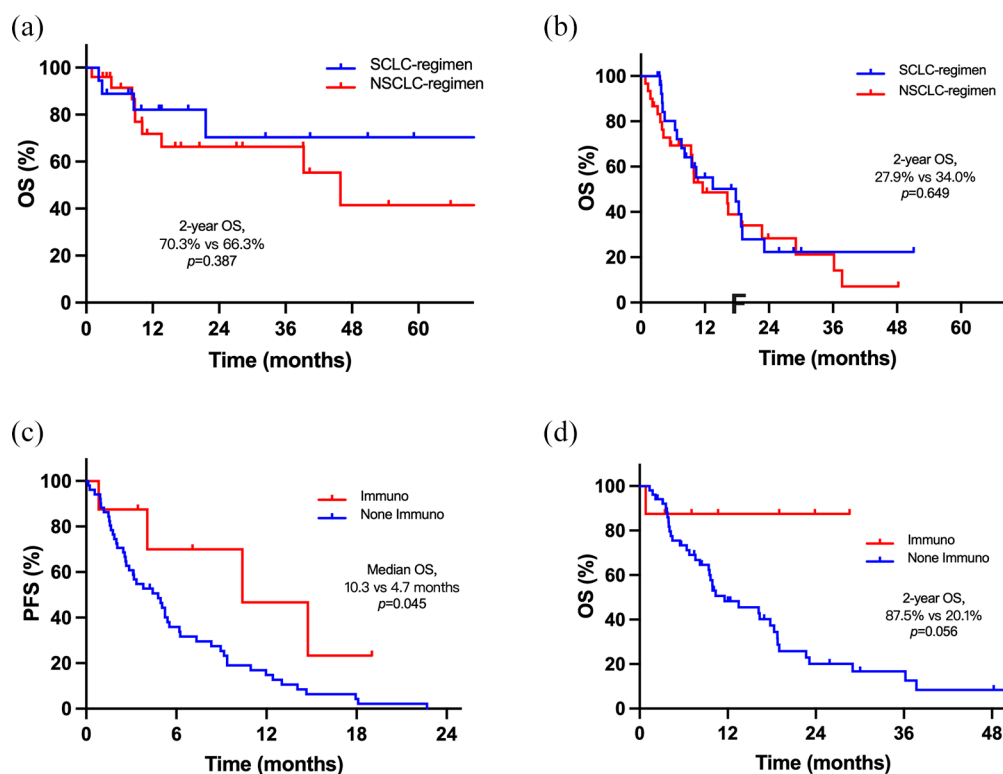 (a)
100
80
60
40
20
0
OS (%)
SCLC-regimen
NSCLC-regimen
2-year OS,
70.3% vs 66.3%
p=0.387
0 12 24 36 48 60
Time (months)
(b)
100
80
60
40
20
0
OS (%)
SCLC-regimen
NSCLC-regimen
2-year OS,
27.9% vs 34.0%
p=0.649
0 12 24 36 48 60
Time (months)
(c)
100
80
60
40
20
0
PFS (%)
Immuno
None Immuno
Median OS,
10.3 vs 4.7 months
p=0.045
0 6 12 18 24
Time (months)
(d)
100
80
60
40
20
0
OS (%)
Immuno
None Immuno
2-year OS,
87.5% vs 20.1%
p=0.056
0 12 24 36 48
Time (months)